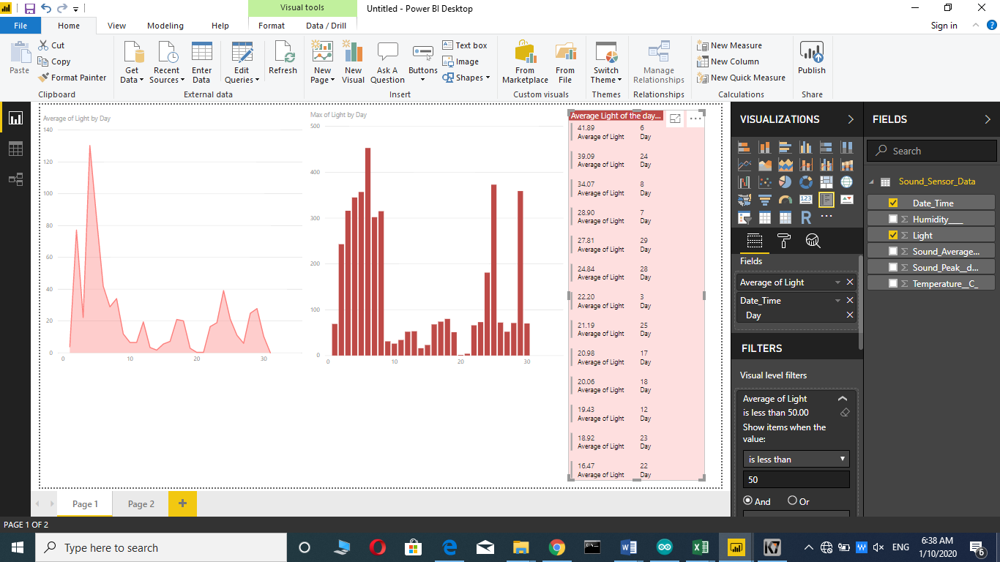 Visual tools
Untitled - Power BI Desktop
File Home View Modeling Help Format Data / Drill
Sign in
Paste
Cut
Copy
Format Painter
Clipboard
Get Data
Recent Sources
Enter Data
Edit Queries
Refresh
External data
New Page
New Visual
Ask A Question
Buttons
Text box
Image
Shapes
Insert
From Marketplace
From File
Custom visuals
Switch Theme
Themes
Manage Relationships
Relationships
New Measure
New Column
New Quick Measure
Calculations
Publish
Share
Average of Light by Day
140
120
100
80
60
40
20
0
0 10 20 30
Max of Light by Day
500
400
300
200
100
0
0 10 20 30
Average Light of the day...
41.89 6
Average of Light Day
39.09 24
Average of Light Day
34.07 8
Average of Light Day
28.90 7
Average of Light Day
27.81 29
Average of Light Day
24.84 28
Average of Light Day
22.20 3
Average of Light Day
21.19 25
Average of Light Day
20.98 17
Average of Light Day
20.06 18
Average of Light Day
19.43 12
Average of Light Day
18.92 23
Average of Light Day
16.47 22
Average of Light Day
VISUALIZATIONS
123
R
Fields
Average of Light
Date_Time
Day
FILTERS
Visual level filters
Average of Light
is less than 50.00
Show items when the
value:
is less than
50
And Or
FIELDS
Search
Sound_Sensor_Data
Date_Time
Humidity___
Light
Sound_Average...
Sound_Peak__d...
Temperature__C_
Page 1 Page 2
PAGE 1 OF 2
Type here to search
K7
ENG
6:38 AM
1/10/2020
6